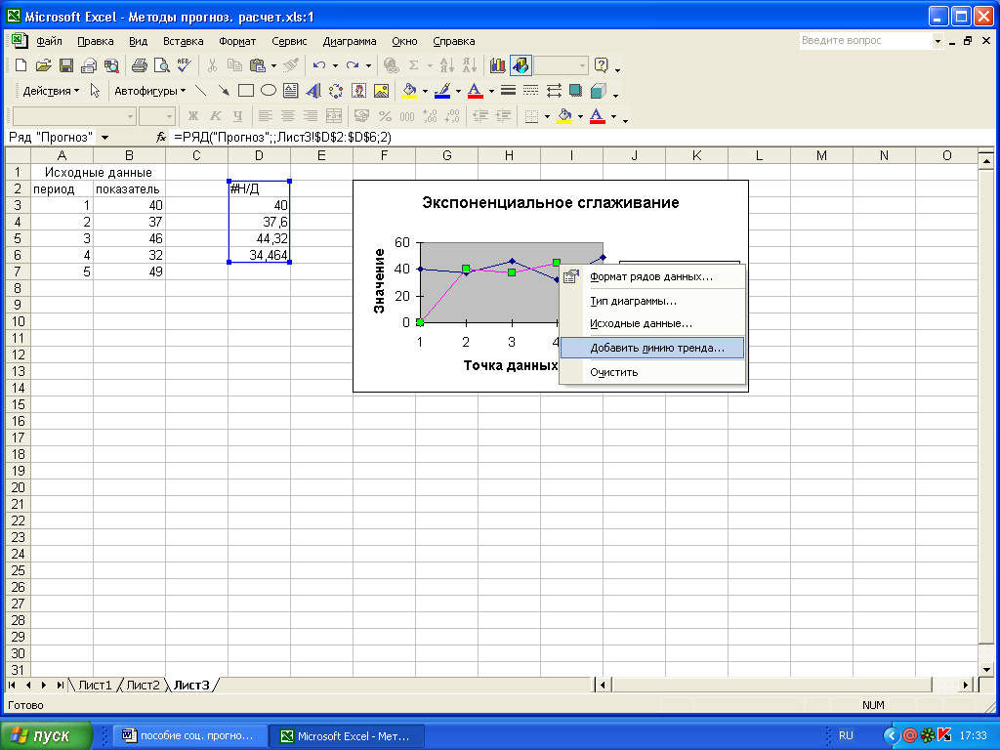 Microsoft Excel - Методы прогноз. расчет.xls:1
Файл Правка Вид Вставка Формат Сервис Диаграмма Окно Справка Введите вопрос
Действия Автофигуры
Ж К Ч % 000
Ряд "Прогноз" fx =РЯД("Прогноз";;Лист3!$D$2:$D$6;2)
A B C D E F G H I J K L M N O
1 Исходные данные
2 период показатель #Н/Д
3 1 40 40
4 2 37 37,6
5 3 46 44,32
6 4 32 34,464
7 5 49
8
9
10
11
12
13
14
15
16
17
18
19
20
21
22
23
24
25
26
27
28
29
30
31
Экспоненциальное сглаживание
Значение
60
40
20
0
1 2 3 4
Точка данных
Формат рядов данных...
Тип диаграммы...
Исходные данные...
Добавить линию тренда...
Очистить
Лист1 Лист2 Лист3
Готово NUM
пуск пособие соц. прогно... Microsoft Excel - Мет... RU 17:33